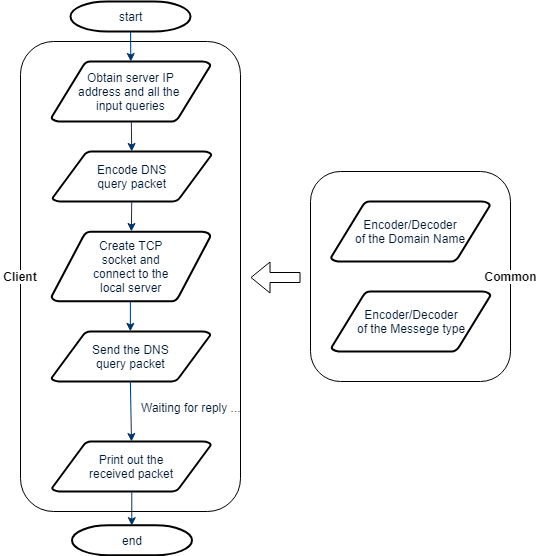 start
Obtain server IP
address and all the
input queries
Encode DNS
query packet
Create TCP
socket and
connect to the
local server
Client
Send the DNS
query packet
Waiting for reply ...
Print out the
received packet
end
Encoder/Decoder
of the Domain Name
Common
Encoder/Decoder
of the Messege type